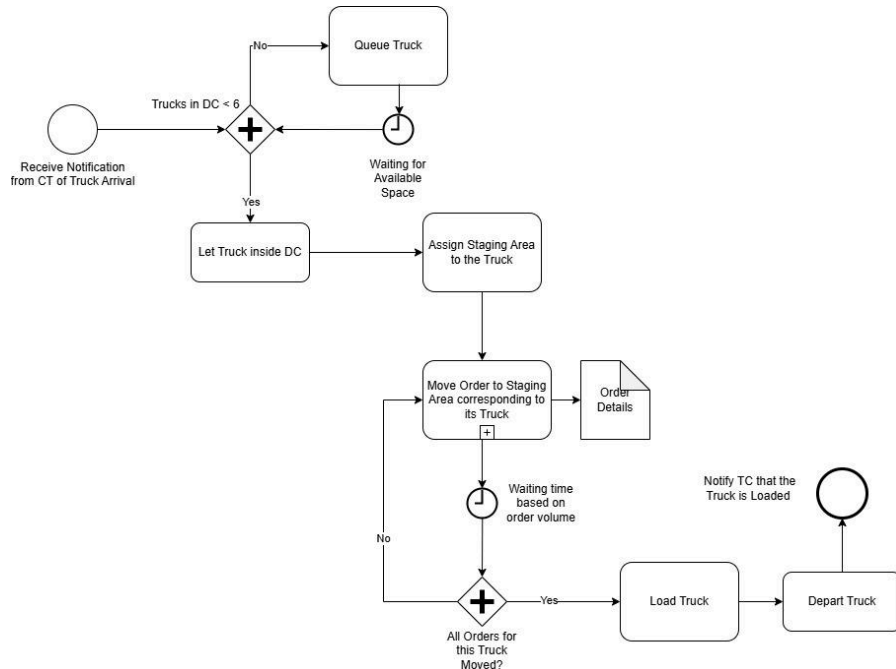 Queue Truck
No
Trucks in DC < 6
Receive Notification
from CT of Truck Arrival
Waiting for
Available
Space
Yes
Let Truck inside DC
Assign Staging Area
to the Truck
Move Order to Staging
Area corresponding to
its Truck
Order
Details
Waiting time
based on
order volume
Notify TC that the
Truck is Loaded
No
Yes
Load Truck
Depart Truck
All Orders for
this Truck
Moved?